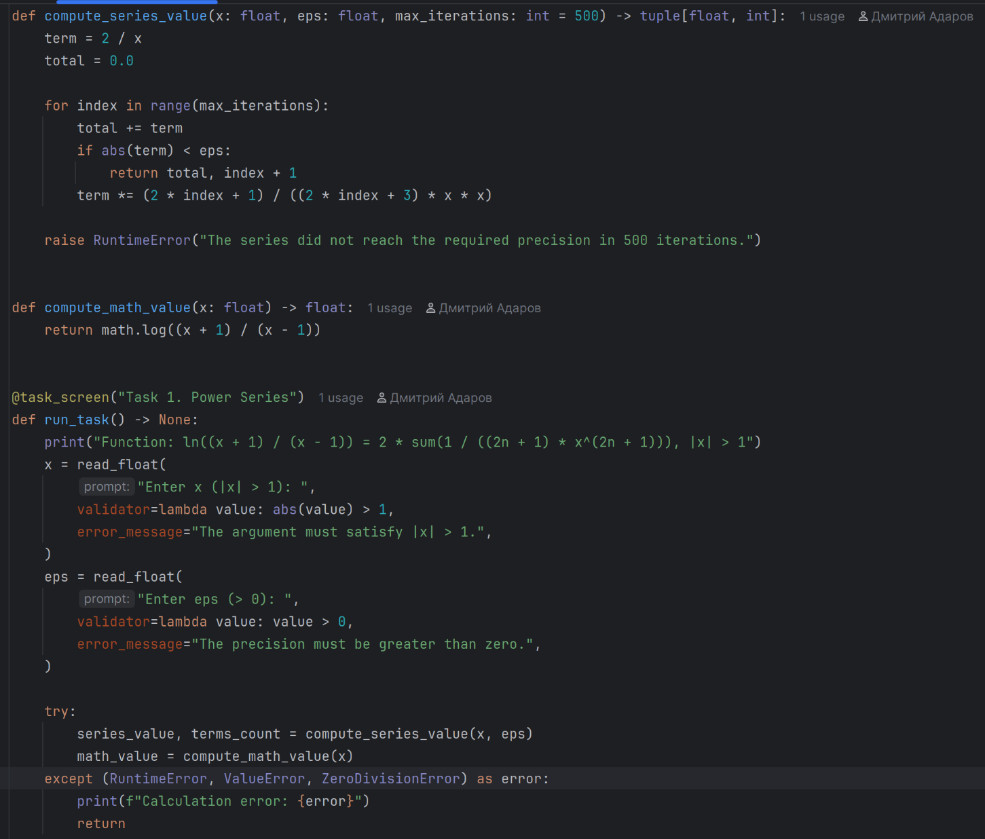 def compute_series_value(x: float, eps: float, max_iterations: int = 500) -> tuple[float, int]: 1 usage Дмитрий Адаров
    term = 2 / x
    total = 0.0

    for index in range(max_iterations):
        total += term
        if abs(term) < eps:
            return total, index + 1
        term *= (2 * index + 1) / ((2 * index + 3) * x * x)

    raise RuntimeError("The series did not reach the required precision in 500 iterations.")


def compute_math_value(x: float) -> float: 1 usage Дмитрий Адаров
    return math.log((x + 1) / (x - 1))


@task_screen("Task 1. Power Series") 1 usage Дмитрий Адаров
def run_task() -> None:
    print("Function: ln((x + 1) / (x - 1)) = 2 * sum(1 / ((2n + 1) * x^(2n + 1))), |x| > 1")
    x = read_float(
        prompt: "Enter x (|x| > 1): ",
        validator=lambda value: abs(value) > 1,
        error_message="The argument must satisfy |x| > 1.",
    )
    eps = read_float(
        prompt: "Enter eps (> 0): ",
        validator=lambda value: value > 0,
        error_message="The precision must be greater than zero.",
    )

    try:
        series_value, terms_count = compute_series_value(x, eps)
        math_value = compute_math_value(x)
    except (RuntimeError, ValueError, ZeroDivisionError) as error:
        print(f"Calculation error: {error}")
        return